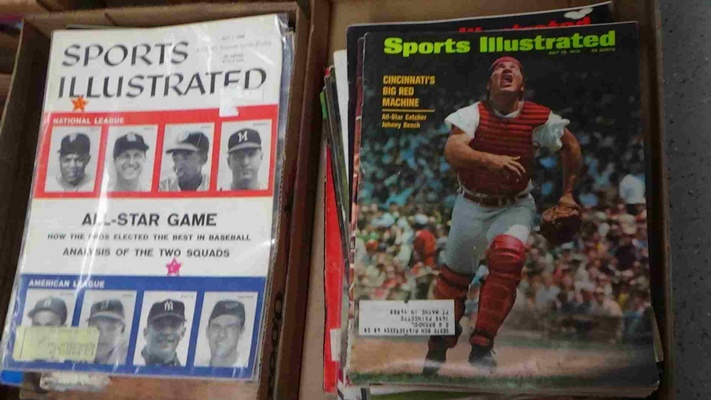 SPORTS
ILLUSTRATED
NATIONAL LEAGUE
ALL-STAR GAME
HOW THE PROS ELECTED THE BEST IN BASEBALL
ANALYSIS OF THE TWO SQUADS
AMERICAN LEAGUE
Illustrated
Sports Illustrated
CINCINNATI'S
BIG RED
MACHINE
All-Star Catcher
Johnny Bench